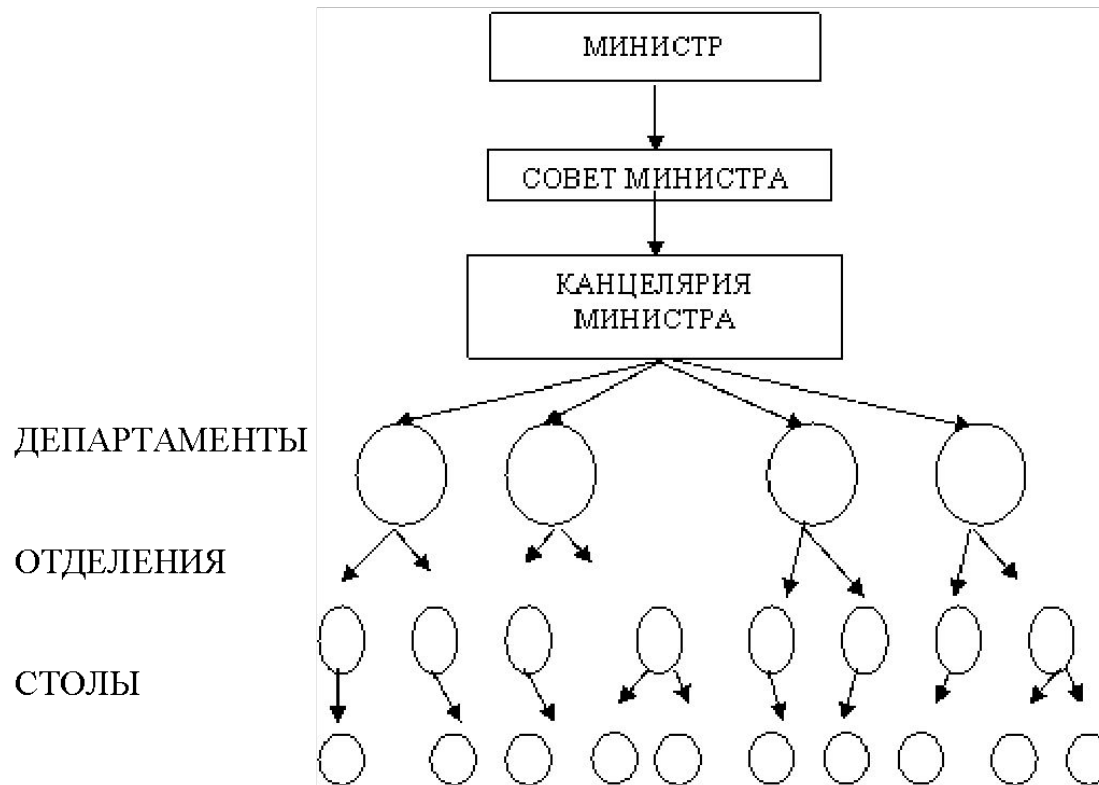 МИНИСТР
СОВЕТ МИНИСТРА
КАНЦЕЛЯРИЯ
МИНИСТРА
ДЕПАРТАМЕНТЫ
ОТДЕЛЕНИЯ
СТОЛЫ